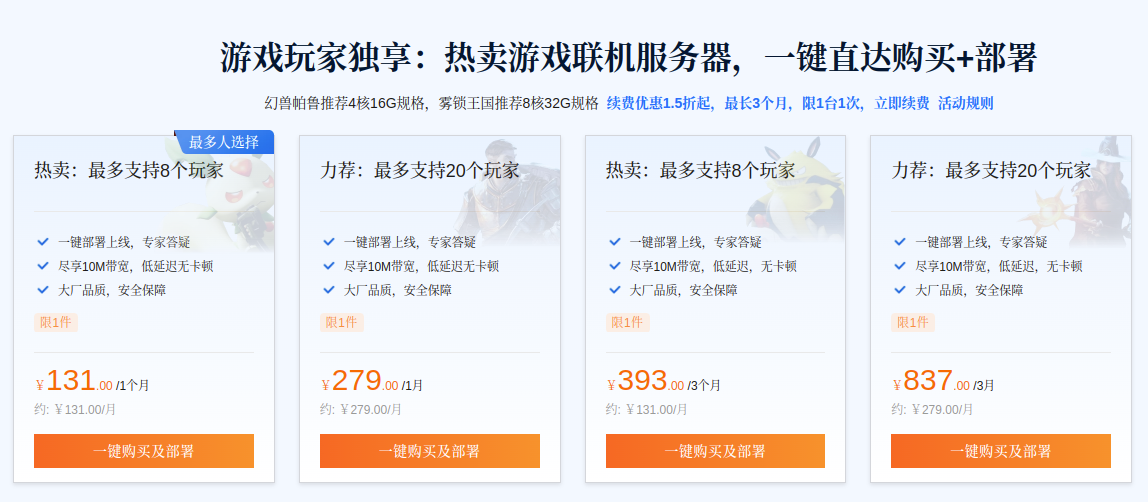 游戏玩家独享：热卖游戏联机服务器，一键直达购买+部署
幻兽帕鲁推荐4核16G规格，雾锁王国推荐8核32G规格 续费优惠1.5折起，最长3个月，限1台1次，立即续费 活动规则
最多人选择
热卖：最多支持8个玩家
一键部署上线，专家答疑
尽享10M带宽，低延迟无卡顿
大厂品质，安全保障
限1件
￥131.00 /1个月
约: ￥131.00/月
一键购买及部署
力荐：最多支持20个玩家
一键部署上线，专家答疑
尽享10M带宽，低延迟无卡顿
大厂品质，安全保障
限1件
￥279.00 /1月
约: ￥279.00/月
一键购买及部署
热卖：最多支持8个玩家
一键部署上线，专家答疑
尽享10M带宽，低延迟，无卡顿
大厂品质，安全保障
限1件
￥393.00 /3个月
约: ￥131.00/月
一键购买及部署
力荐：最多支持20个玩家
一键部署上线，专家答疑
尽享10M带宽，低延迟，无卡顿
大厂品质，安全保障
限1件
￥837.00 /3月
约: ￥279.00/月
一键购买及部署